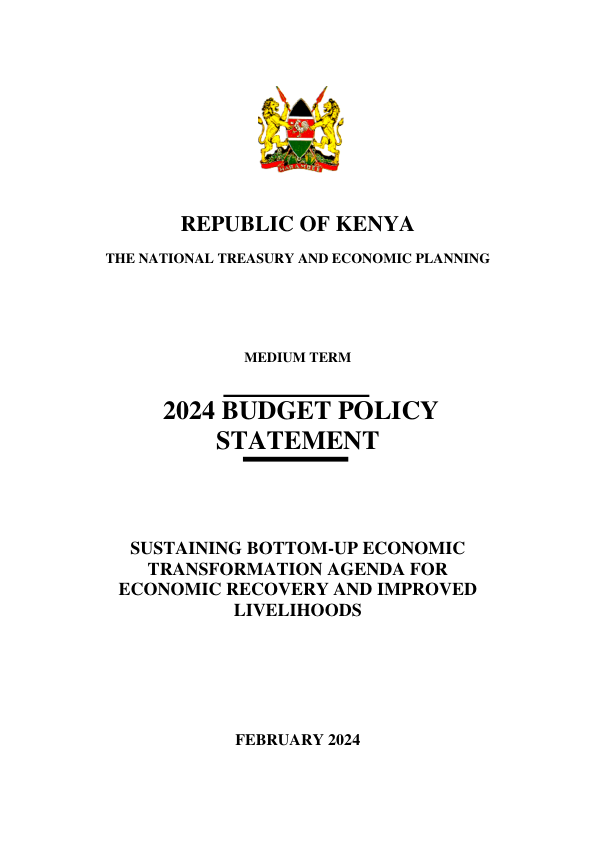 HARAMBEE
REPUBLIC OF KENYA
THE NATIONAL TREASURY AND ECONOMIC PLANNING
MEDIUM TERM
2024 BUDGET POLICY
STATEMENT
SUSTAINING BOTTOM-UP ECONOMIC
TRANSFORMATION AGENDA FOR
ECONOMIC RECOVERY AND IMPROVED
LIVELIHOODS
FEBRUARY 2024